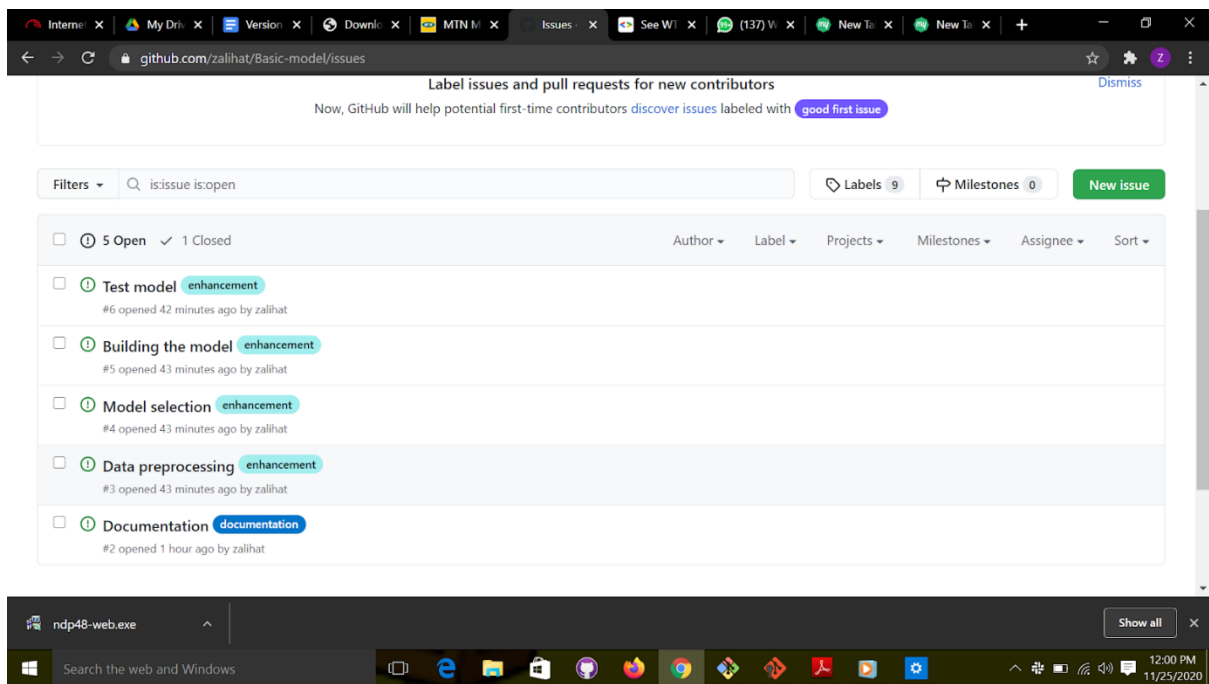 Interne My Driv Version Downlo MTN M Issues · See WT (137) W New Ta New Ta
github.com/zalihat/Basic-model/issues Z
Label issues and pull requests for new contributors Dismiss
Now, GitHub will help potential first-time contributors discover issues labeled with good first issue
Filters is:issue is:open Labels 9 Milestones 0 New issue
5 Open 1 Closed Author Label Projects Milestones Assignee Sort
Test model enhancement
#6 opened 42 minutes ago by zalihat
Building the model enhancement
#5 opened 43 minutes ago by zalihat
Model selection enhancement
#4 opened 43 minutes ago by zalihat
Data preprocessing enhancement
#3 opened 43 minutes ago by zalihat
Documentation documentation
#2 opened 1 hour ago by zalihat
ndp48-web.exe Show all
Search the web and Windows 12:00 PM
11/25/2020